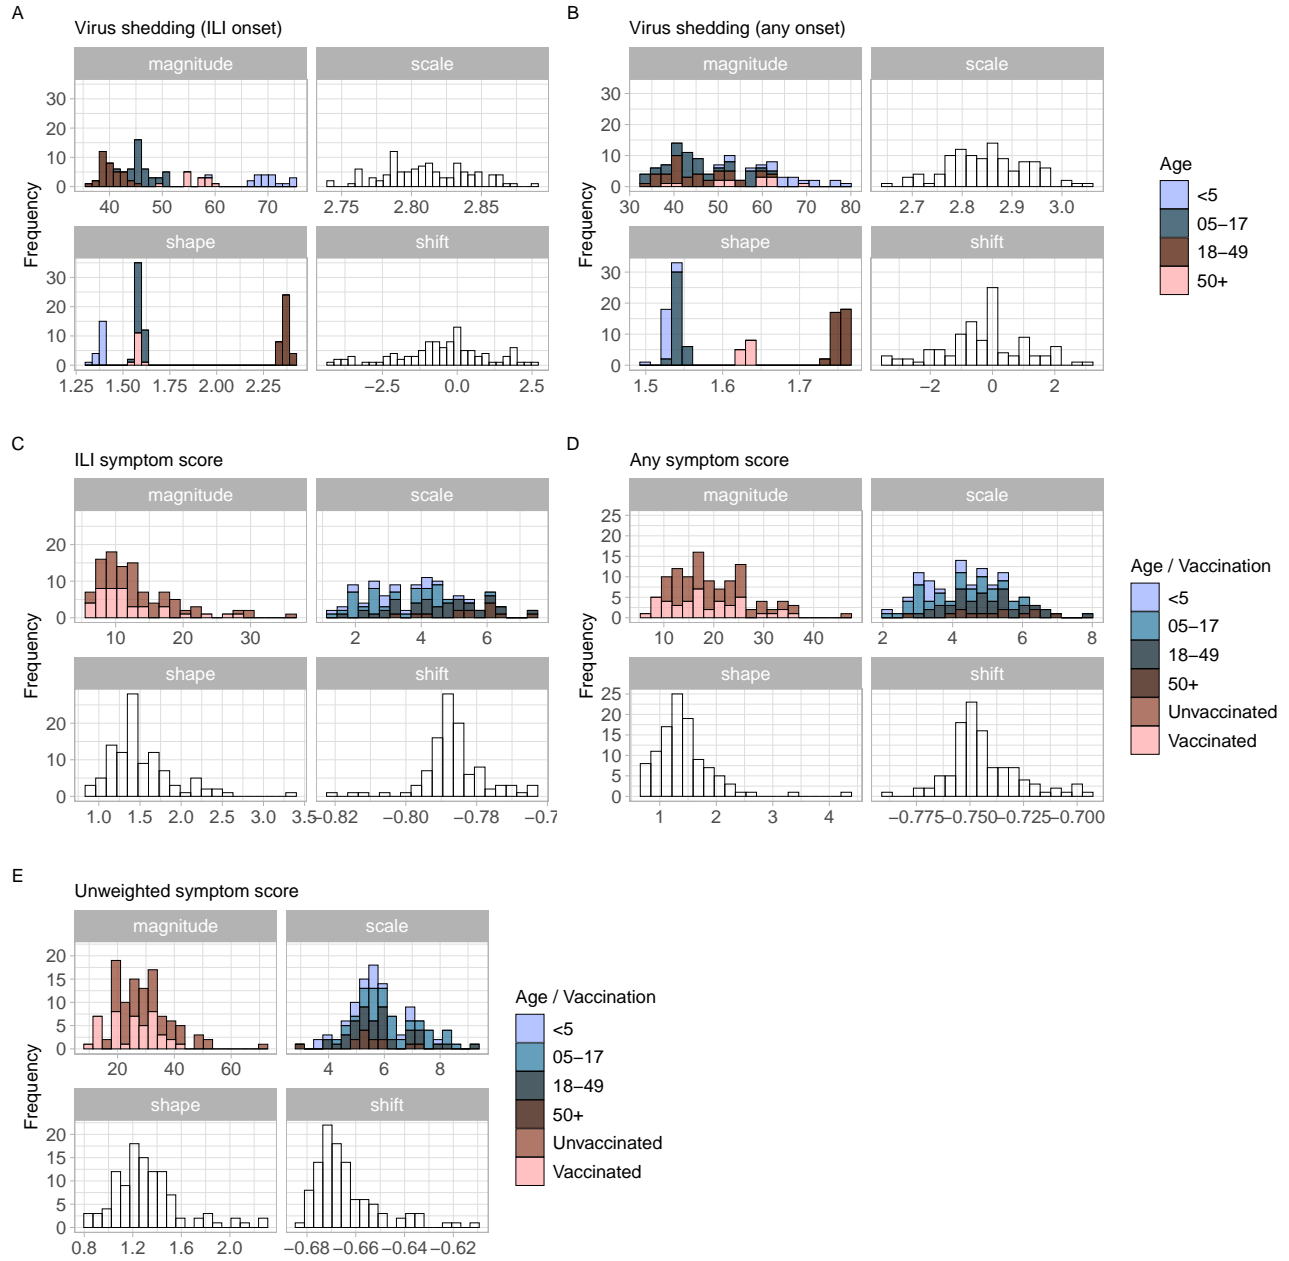 A
Virus shedding (ILI onset)
magnitude
scale
30
20
10
0
40 50 60 70
2.75 2.80 2.85
shape
shift
30
20
10
0
1.25 1.50 1.75 2.00 2.25
−2.5 0.0 2.5
Frequency
B
Virus shedding (any onset)
magnitude
scale
30
20
10
0
30 40 50 60 70 80
2.7 2.8 2.9 3.0
shape
shift
30
20
10
0
1.5 1.6 1.7
−2 0 2
Frequency
Age
<5
05−17
18−49
50+
C
ILI symptom score
magnitude
scale
20
10
0
10 20 30
2 4 6
shape
shift
20
10
0
1.0 1.5 2.0 2.5 3.0 3.5
−0.82 −0.80 −0.78 −0.7
Frequency
D
Any symptom score
magnitude
scale
25
20
15
10
5
0
10 20 30 40
2 4 6 8
shape
shift
25
20
15
10
5
0
1 2 3 4
−0.775 −0.750 −0.725 −0.700
Frequency
Age / Vaccination
<5
05−17
18−49
50+
Unvaccinated
Vaccinated
E
Unweighted symptom score
magnitude
scale
20
15
10
5
0
20 40 60
4 6 8
shape
shift
20
15
10
5
0
0.8 1.2 1.6 2.0
−0.68 −0.66 −0.64 −0.62
Frequency
Age / Vaccination
<5
05−17
18−49
50+
Unvaccinated
Vaccinated